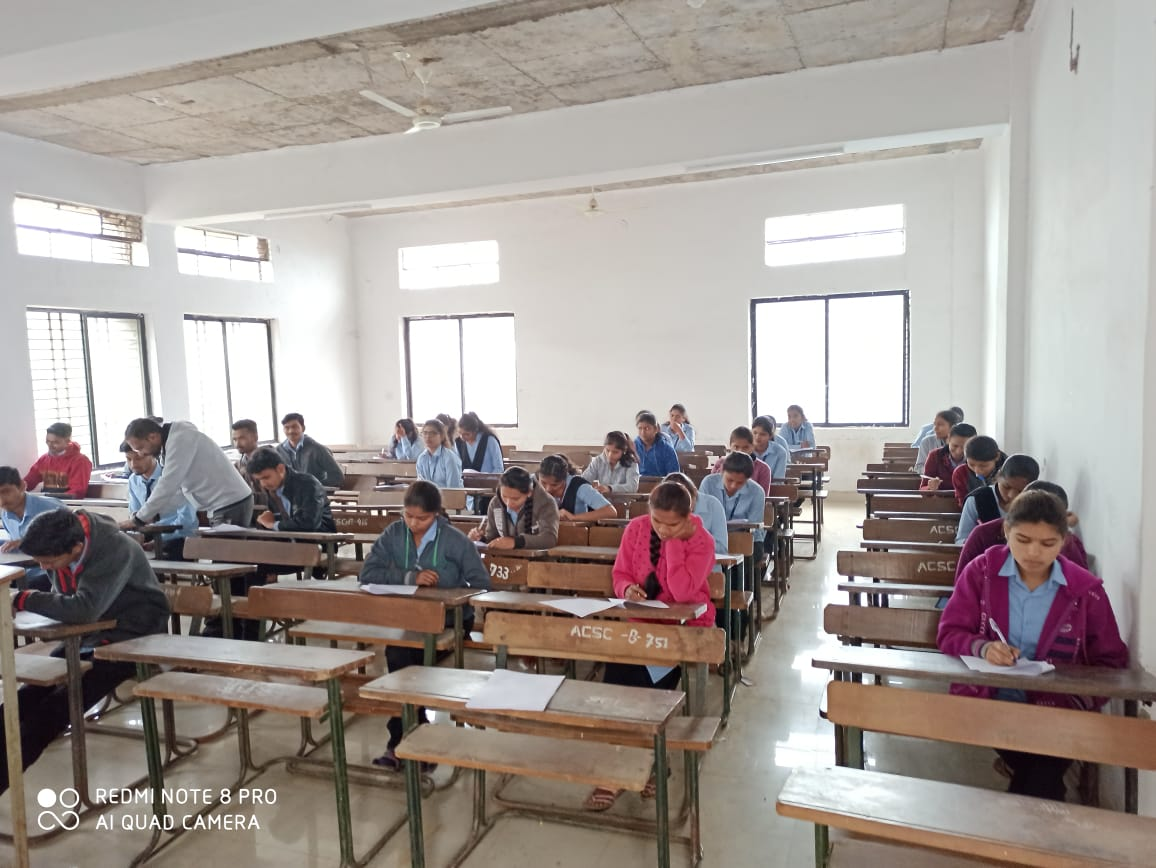 ACSC
ACSC-
733
ACSC -B-751
REDMI NOTE 8 PRO
AI QUAD CAMERA